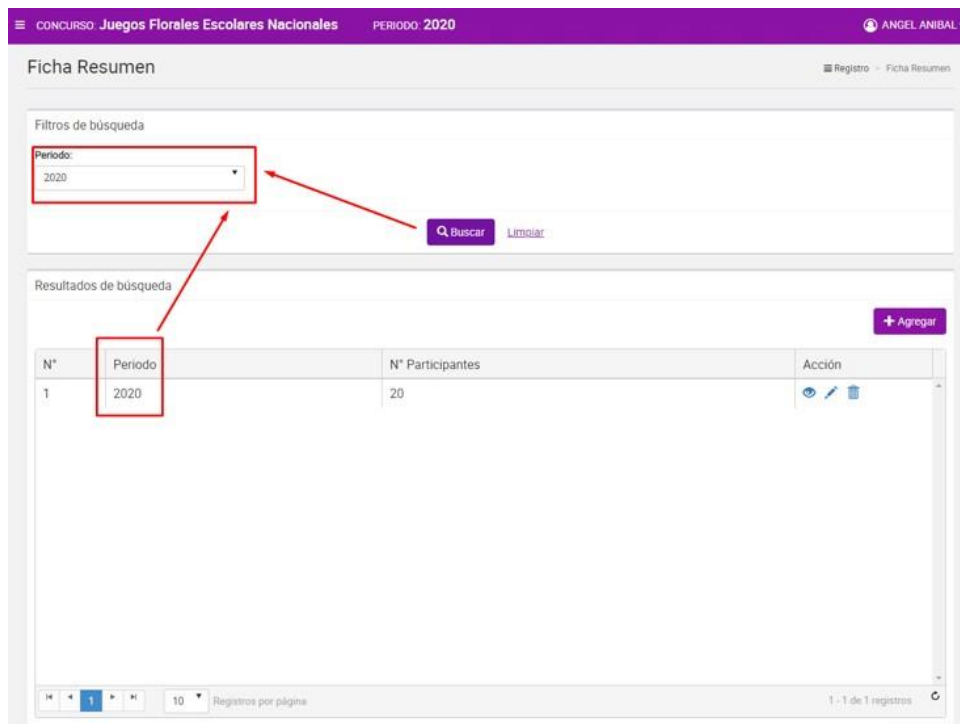 CONCURSO: Juegos Florales Escolares Nacionales PERIODO: 2020 ANGEL ANIBAL
Ficha Resumen Registro - Ficha Resumen
Filtros de búsqueda
Periodo:
2020
Buscar Limpiar
Resultados de búsqueda
+ Agregar
N° Periodo N° Participantes Acción
1 2020 20
1 10 Registros por página 1 - 1 de 1 registros